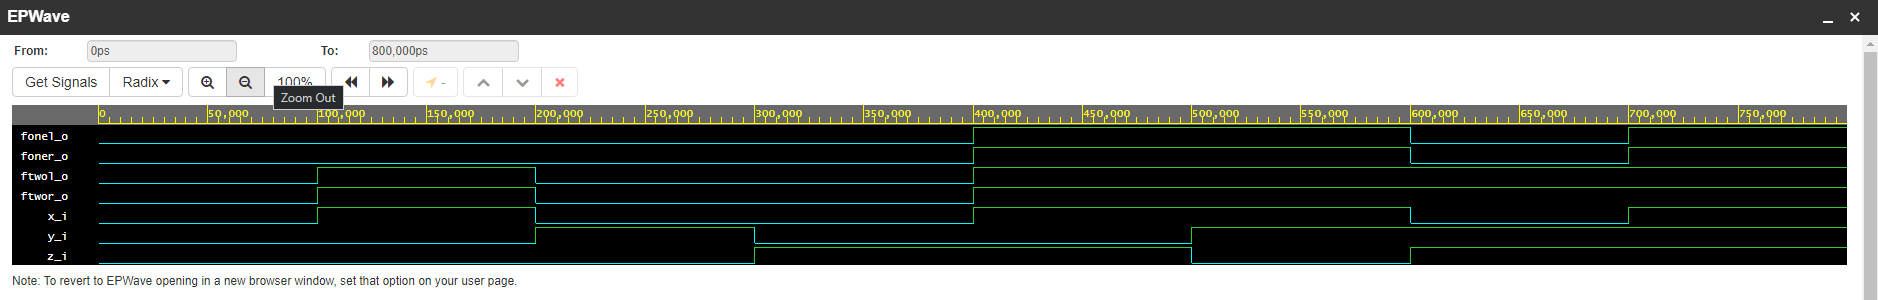 EPWave
From: 0ps To: 800,000ps
Get Signals Radix 100% -
Zoom Out
0 50,000 100,000 150,000 200,000 250,000 300,000 350,000 400,000 450,000 500,000 550,000 600,000 650,000 700,000 750,000
fonel_o
foner_o
ftwol_o
ftwor_o
x_i
y_i
z_i
Note: To revert to EPWave opening in a new browser window, set that option on your user page.